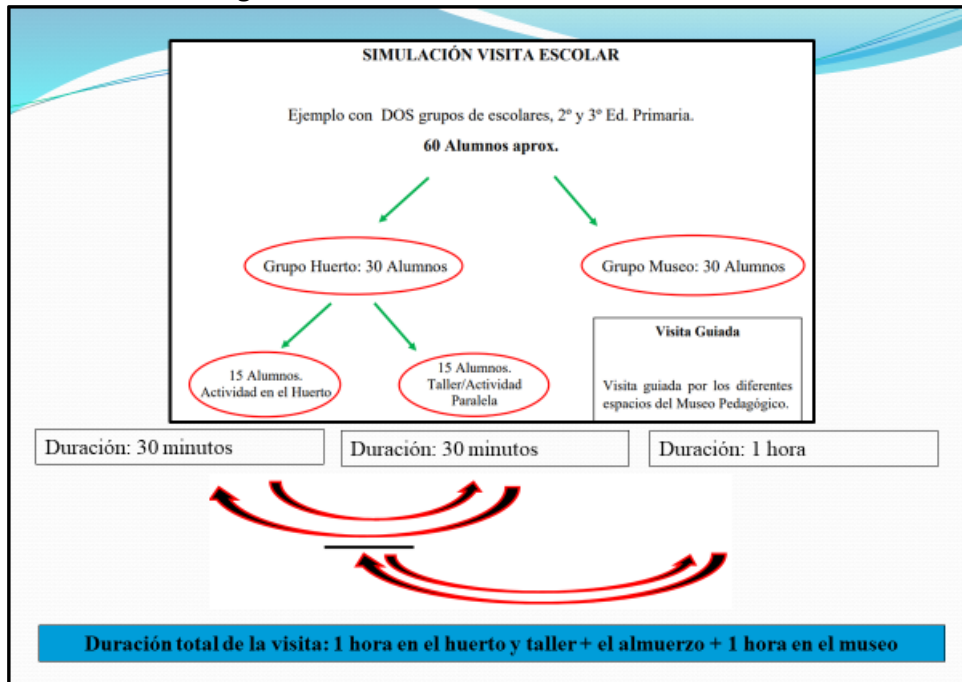 SIMULACIÓN VISITA ESCOLAR
Ejemplo con DOS grupos de escolares, 2º y 3º Ed. Primaria.
60 Alumnos aprox.
Grupo Huerto: 30 Alumnos
Grupo Museo: 30 Alumnos
15 Alumnos.
Actividad en el Huerto
15 Alumnos.
Taller/Actividad
Paralela
Visita Guiada
Visita guiada por los diferentes
espacios del Museo Pedagógico.
Duración: 30 minutos
Duración: 30 minutos
Duración: 1 hora
Duración total de la visita: 1 hora en el huerto y taller + el almuerzo + 1 hora en el museo